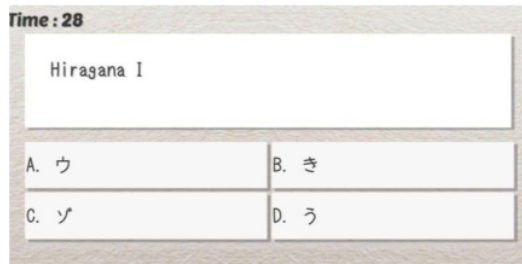 Time : 28
Hiragana I
A. ウ
B. き
C. ゾ
D. う